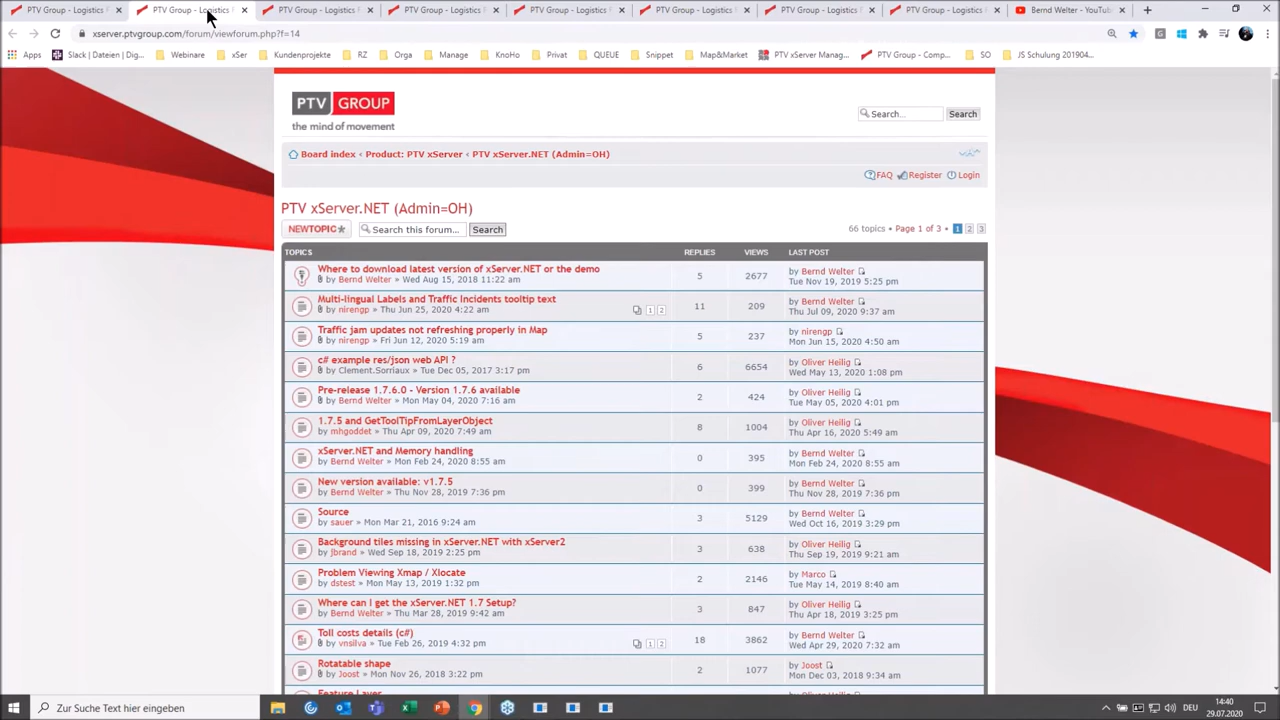 PTV Group - Logistics
PTV Group - Logistics
PTV Group - Logistics
PTV Group - Logistics
PTV Group - Logistics
PTV Group - Logistics
PTV Group - Logistics
PTV Group - Logistics
Bernd Welter - YouTub
xserver.ptvgroup.com/forum/viewforum.php?f=14
Apps Slack | Dateien | Dig... Webinare xSer Kundenprojekte RZ Orga Manage KnoHo Privat QUEUE Snippet Map&Market PTV xServer Manag... PTV Group - Comp... SO JS Schulung 201904...
PTV GROUP
the mind of movement
Search... Search
Board index ‹ Product: PTV xServer ‹ PTV xServer.NET (Admin=OH)
FAQ Register Login
PTV xServer.NET (Admin=OH)
NEWTOPIC★ Search this forum... Search 66 topics • Page 1 of 3 • 1 2 3
TOPICS REPLIES VIEWS LAST POST
Where to download latest version of xServer.NET or the demo 5 2677 by Bernd Welter
by Bernd Welter » Wed Aug 15, 2018 11:22 am Tue Nov 19, 2019 5:25 pm
Multi-lingual Labels and Traffic Incidents tooltip text 11 209 by Bernd Welter
by nirengp » Thu Jun 25, 2020 4:22 am 1 2 Thu Jul 09, 2020 9:37 am
Traffic jam updates not refreshing properly in Map 5 237 by nirengp
by nirengp » Fri Jun 12, 2020 5:19 am Mon Jun 15, 2020 4:50 am
c# example res/json web API ? 6 6654 by Oliver Heilig
by Clement.Sorriaux » Tue Dec 05, 2017 3:17 pm Wed May 13, 2020 1:08 pm
Pre-release 1.7.6.0 - Version 1.7.6 available 2 424 by Oliver Heilig
by Bernd Welter » Mon May 04, 2020 7:16 am Tue May 05, 2020 4:01 pm
1.7.5 and GetToolTipFromLayerObject 8 1004 by Oliver Heilig
by mhgoddet » Thu Apr 09, 2020 7:49 am Thu Apr 16, 2020 5:49 am
xServer.NET and Memory handling 0 395 by Bernd Welter
by Bernd Welter » Mon Feb 24, 2020 8:55 am Mon Feb 24, 2020 8:55 am
New version available: v1.7.5 0 399 by Bernd Welter
by Bernd Welter » Thu Nov 28, 2019 7:36 pm Thu Nov 28, 2019 7:36 pm
Source 3 5129 by Bernd Welter
by sauer » Mon Mar 21, 2016 9:24 am Wed Oct 16, 2019 3:29 pm
Background tiles missing in xServer.NET with xServer2 3 638 by Oliver Heilig
by jbrand » Wed Sep 18, 2019 2:25 pm Thu Sep 19, 2019 9:21 am
Problem Viewing Xmap / Xlocate 2 2146 by Marco
by dstest » Mon May 13, 2019 1:32 pm Tue May 14, 2019 8:40 am
Where can I get the xServer.NET 1.7 Setup? 3 847 by Oliver Heilig
by Bernd Welter » Thu Mar 28, 2019 9:42 am Thu Apr 18, 2019 3:25 pm
Toll costs details (c#) 18 3862 by Bernd Welter
by vnsilva » Tue Feb 26, 2019 4:32 pm 1 2 Wed Apr 29, 2020 7:32 am
Rotatable shape 2 1077 by Joost
by Joost » Mon Nov 26, 2018 3:22 pm Mon Dec 03, 2018 9:34 am
Feature Layer by Oliver Heilig
Zur Suche Text hier eingeben DEU 14:40
29.07.2020